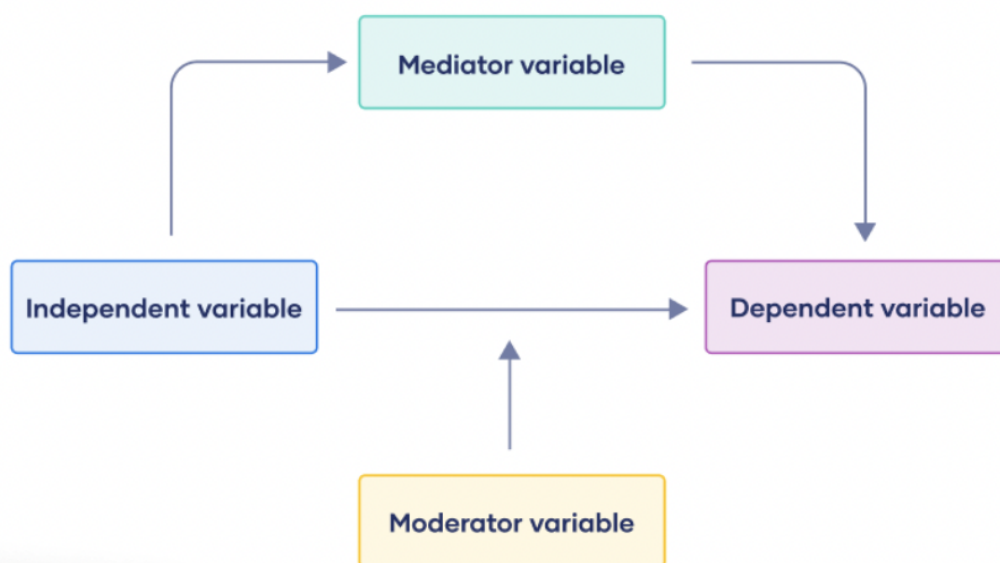 Mediator variable
Independent variable
Dependent variable
Moderator variable